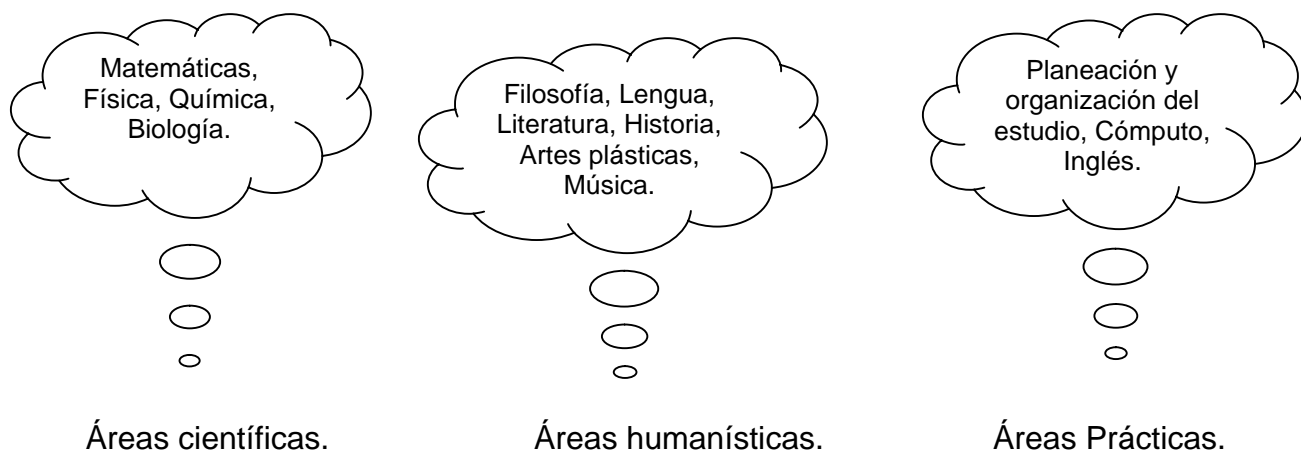 Matemáticas,
Física, Química,
Biología.
Filosofía, Lengua,
Literatura, Historia,
Artes plásticas,
Música.
Planeación y
organización del
estudio, Cómputo,
Inglés.
Áreas científicas.
Áreas humanísticas.
Áreas Prácticas.